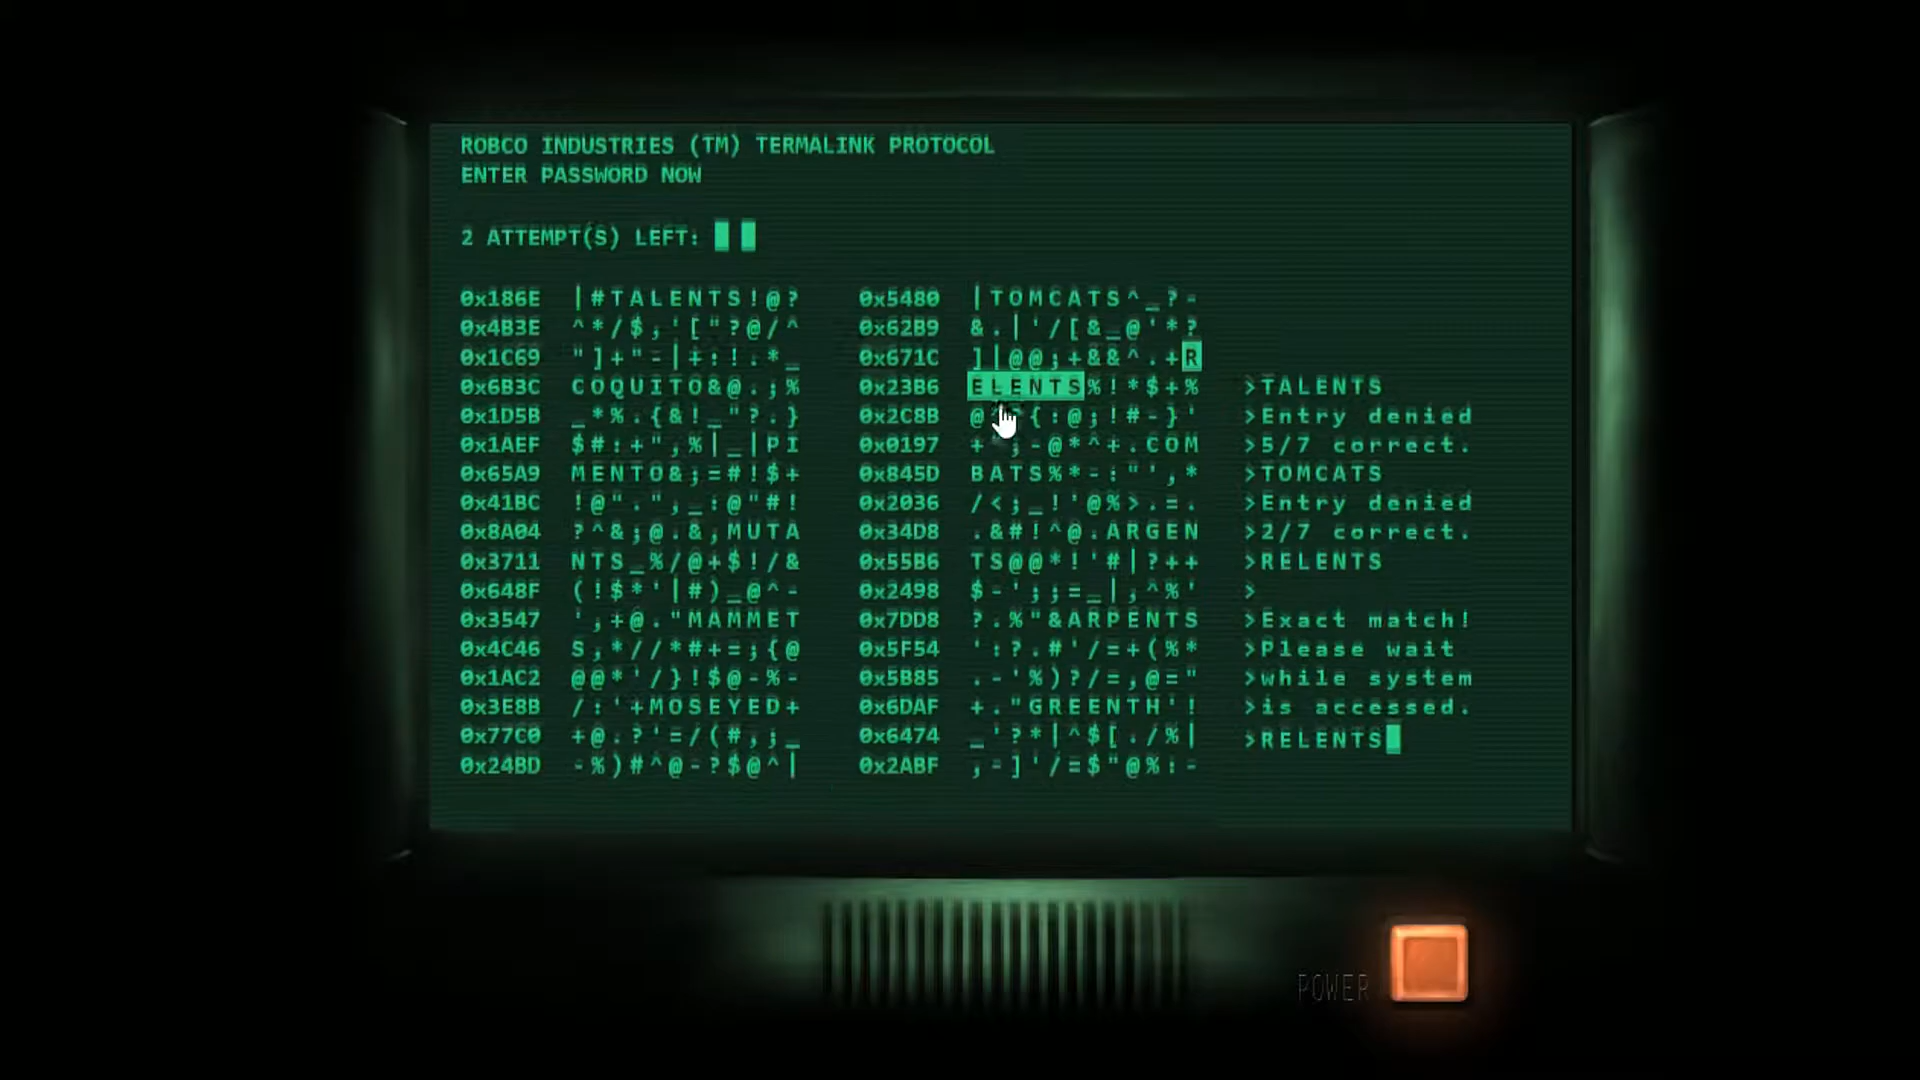 ROBCO INDUSTRIES (TM) TERMALINK PROTOCOL
ENTER PASSWORD NOW
2 ATTEMPT(S) LEFT:
0x186E |#TALENTS!@?
0x4B3E ^*/$,'["?@/^
0x1C69 "]+"-|+:!.*_
0x6B3C COQUITO&@.;%
0x1D5B _*%.{&!_"?.}
0x1AEF $#:+",%|_|PI
0x65A9 MENTO&;=#!$+
0x41BC !@".",_:@"#!
0x8A04 ?^&;@.&,MUTA
0x3711 NTS_%/@+$!/&
0x648F (!$*'|#)_@^-
0x3547 ',+@."MAMMET
0x4C46 S,*//*#+=;{@
0x1AC2 @@*'/}!$@-%-
0x3E8B /:'+MOSEYED+
0x77C0 +@.?'=/(#,;_
0x24BD -%)#^@-?$@^|
0x5480 |TOMCATS^_?-
0x62B9 &.|'/[&_@'*?
0x671C ]|@@;+&&^.+R
0x23B6 ELENTS%!*$+%
0x2C8B @ {:@;!#-}'
0x0197 +";-@*^+.COM
0x845D BATS%*-:"',*
0x2036 /<;_!'@%>.=.
0x34D8 .&#!^@.ARGEN
0x55B6 TS@@*!'#|?++
0x2498 $-';;=_|,^%'
0x7DD8 ?.%"&ARPENTS
0x5F54 ':?.#'/=+(%*
0x5B85 .-'%)?/=,@="
0x6DAF +."GREENTH'!
0x6474 _'?*|^$[./%|
0x2ABF ,-]'/=$"@%:-
>TALENTS
>Entry denied
>5/7 correct.
>TOMCATS
>Entry denied
>2/7 correct.
>RELENTS
>
>Exact match!
>Please wait
>while system
>is accessed.
>RELENTS
POWER